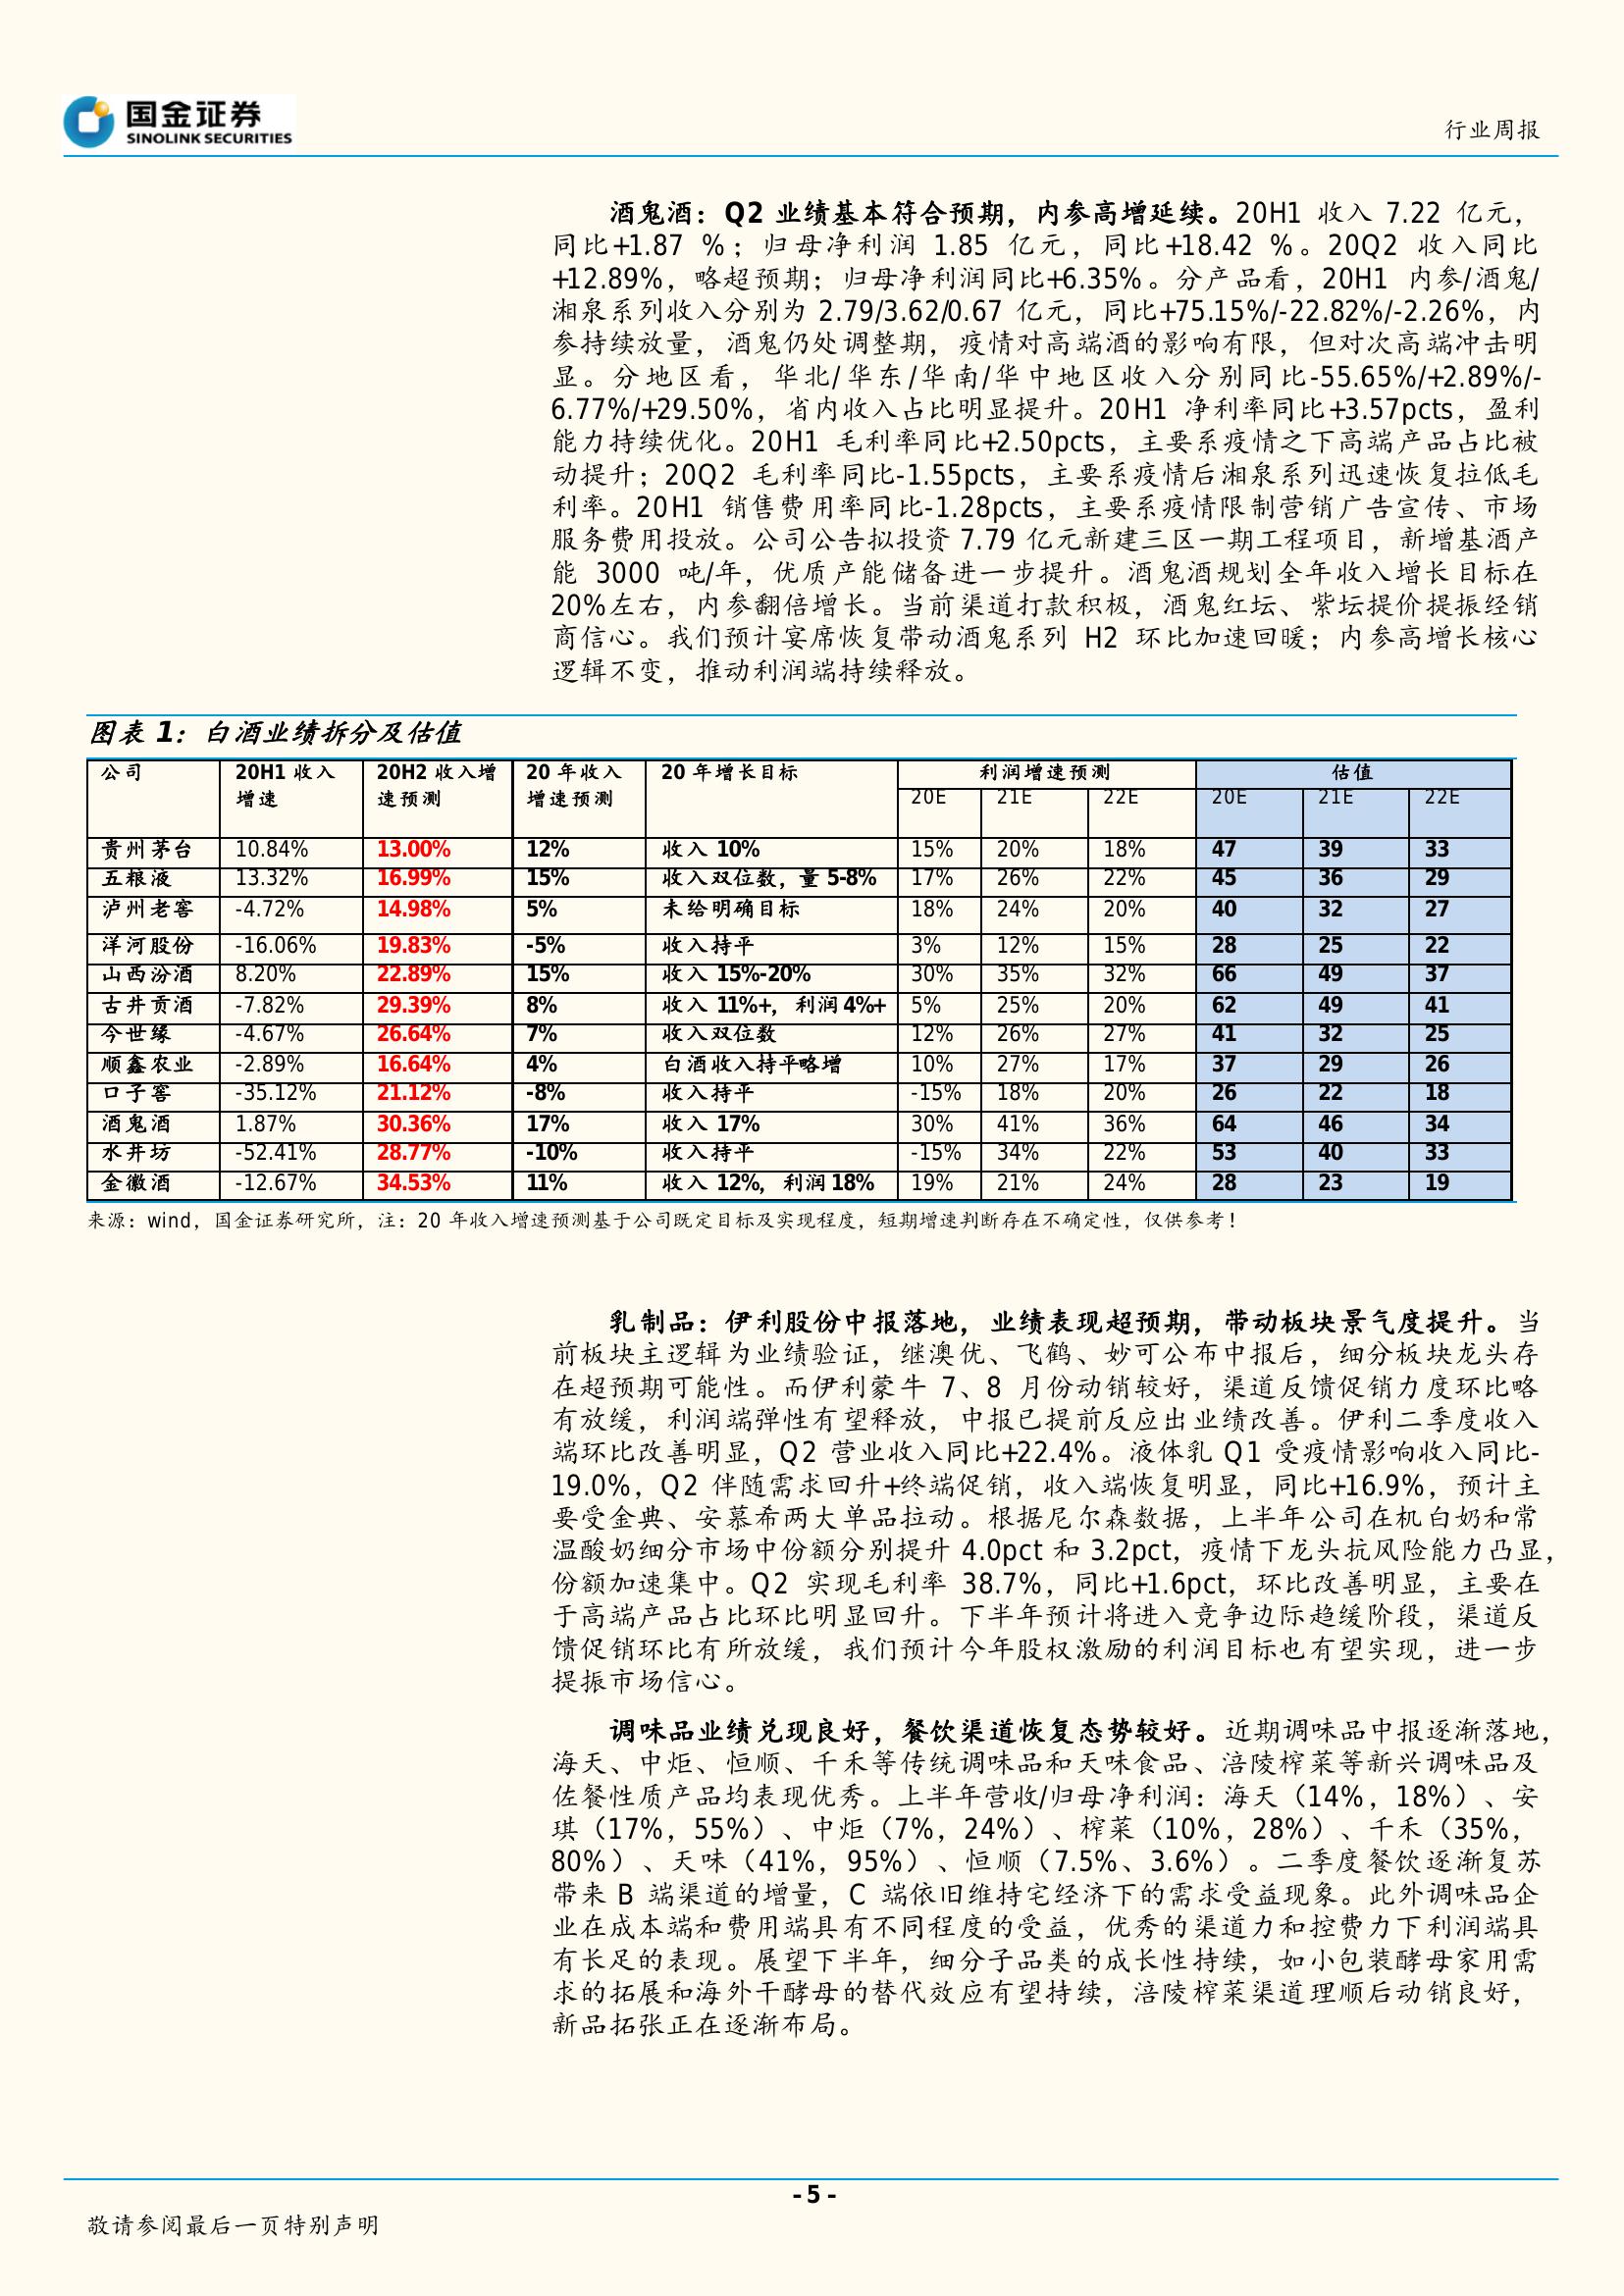 国金证券
SINOLINK SECURITIES
行业周报
酒鬼酒：Q2 业绩基本符合预期，内参高增延续。20H1 收入 7.22 亿元，
同比+1.87 %；归母净利润 1.85 亿元，同比+18.42 %。20Q2 收入同比
+12.89%，略超预期；归母净利润同比+6.35%。分产品看，20H1 内参/酒鬼/
湘泉系列收入分别为 2.79/3.62/0.67 亿元，同比+75.15%/-22.82%/-2.26%，内
参持续放量，酒鬼仍处调整期，疫情对高端酒的影响有限，但对次高端冲击明
显。分地区看，华北/华东/华南/华中地区收入分别同比-55.65%/+2.89%/-
6.77%/+29.50%，省内收入占比明显提升。20H1 净利率同比+3.57pcts，盈利
能力持续优化。20H1 毛利率同比+2.50pcts，主要系疫情之下高端产品占比被
动提升；20Q2 毛利率同比-1.55pcts，主要系疫情后湘泉系列迅速恢复拉低毛
利率。20H1 销售费用率同比-1.28pcts，主要系疫情限制营销广告宣传、市场
服务费用投放。公司公告拟投资 7.79 亿元新建三区一期工程项目，新增基酒产
能 3000 吨/年，优质产能储备进一步提升。酒鬼酒规划全年收入增长目标在
20%左右，内参翻倍增长。当前渠道打款积极，酒鬼红坛、紫坛提价提振经销
商信心。我们预计宴席恢复带动酒鬼系列 H2 环比加速回暖；内参高增长核心
逻辑不变，推动利润端持续释放。
图表 1：白酒业绩拆分及估值
公司 20H1 收入 20H2 收入增 20 年收入 20 年增长目标 利润增速预测 估值
增速 速预测 增速预测 20E 21E 22E 20E 21E 22E
贵州茅台 10.84% 13.00% 12% 收入 10% 15% 20% 18% 47 39 33
五粮液 13.32% 16.99% 15% 收入双位数，量 5-8% 17% 26% 22% 45 36 29
泸州老窖 -4.72% 14.98% 5% 未给明确目标 18% 24% 20% 40 32 27
洋河股份 -16.06% 19.83% -5% 收入持平 3% 12% 15% 28 25 22
山西汾酒 8.20% 22.89% 15% 收入 15%-20% 30% 35% 32% 66 49 37
古井贡酒 -7.82% 29.39% 8% 收入 11%+，利润 4%+ 5% 25% 20% 62 49 41
今世缘 -4.67% 26.64% 7% 收入双位数 12% 26% 27% 41 32 25
顺鑫农业 -2.89% 16.64% 4% 白酒收入持平略增 10% 27% 17% 37 29 26
口子窖 -35.12% 21.12% -8% 收入持平 -15% 18% 20% 26 22 18
酒鬼酒 1.87% 30.36% 17% 收入 17% 30% 41% 36% 64 46 34
水井坊 -52.41% 28.77% -10% 收入持平 -15% 34% 22% 53 40 33
金徽酒 -12.67% 34.53% 11% 收入 12%，利润 18% 19% 21% 24% 28 23 19
来源：wind，国金证券研究所，注：20 年收入增速预测基于公司既定目标及实现程度，短期增速判断存在不确定性，仅供参考！
乳制品：伊利股份中报落地，业绩表现超预期，带动板块景气度提升。当
前板块主逻辑为业绩验证，继澳优、飞鹤、妙可公布中报后，细分板块龙头存
在超预期可能性。而伊利蒙牛 7、8 月份动销较好，渠道反馈促销力度环比略
有放缓，利润端弹性有望释放，中报已提前反应出业绩改善。伊利二季度收入
端环比改善明显，Q2 营业收入同比+22.4%。液体乳 Q1 受疫情影响收入同比-
19.0%，Q2 伴随需求回升+终端促销，收入端恢复明显，同比+16.9%，预计主
要受金典、安慕希两大单品拉动。根据尼尔森数据，上半年公司在机白奶和常
温酸奶细分市场中份额分别提升 4.0pct 和 3.2pct，疫情下龙头抗风险能力凸显，
份额加速集中。Q2 实现毛利率 38.7%，同比+1.6pct，环比改善明显，主要在
于高端产品占比环比明显回升。下半年预计将进入竞争边际趋缓阶段，渠道反
馈促销环比有所放缓，我们预计今年股权激励的利润目标也有望实现，进一步
提振市场信心。
调味品业绩兑现良好，餐饮渠道恢复态势较好。近期调味品中报逐渐落地，
海天、中炬、恒顺、千禾等传统调味品和天味食品、涪陵榨菜等新兴调味品及
佐餐性质产品均表现优秀。上半年营收/归母净利润：海天（14%，18%）、安
琪（17%，55%）、中炬（7%，24%）、榨菜（10%，28%）、千禾（35%，
80%）、天味（41%，95%）、恒顺（7.5%、3.6%）。二季度餐饮逐渐复苏
带来 B 端渠道的增量，C 端依旧维持宅经济下的需求受益现象。此外调味品企
业在成本端和费用端具有不同程度的受益，优秀的渠道力和控费力下利润端具
有长足的表现。展望下半年，细分子品类的成长性持续，如小包装酵母家用需
求的拓展和海外干酵母的替代效应有望持续，涪陵榨菜渠道理顺后动销良好，
新品拓张正在逐渐布局。
- 5 -
敬请参阅最后一页特别声明